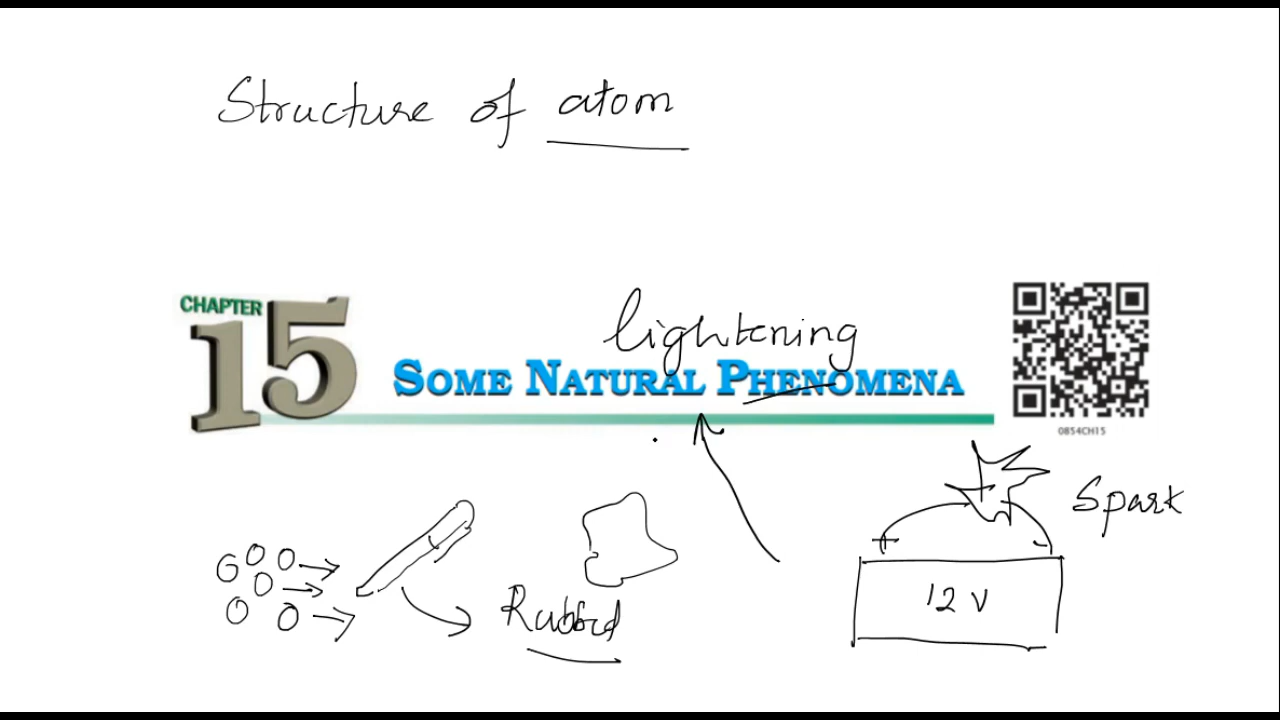 Structure of atom
CHAPTER
15
lightening
SOME NATURAL PHENOMENA
0854CH15
Spark
+ -
12 V
Rubbed